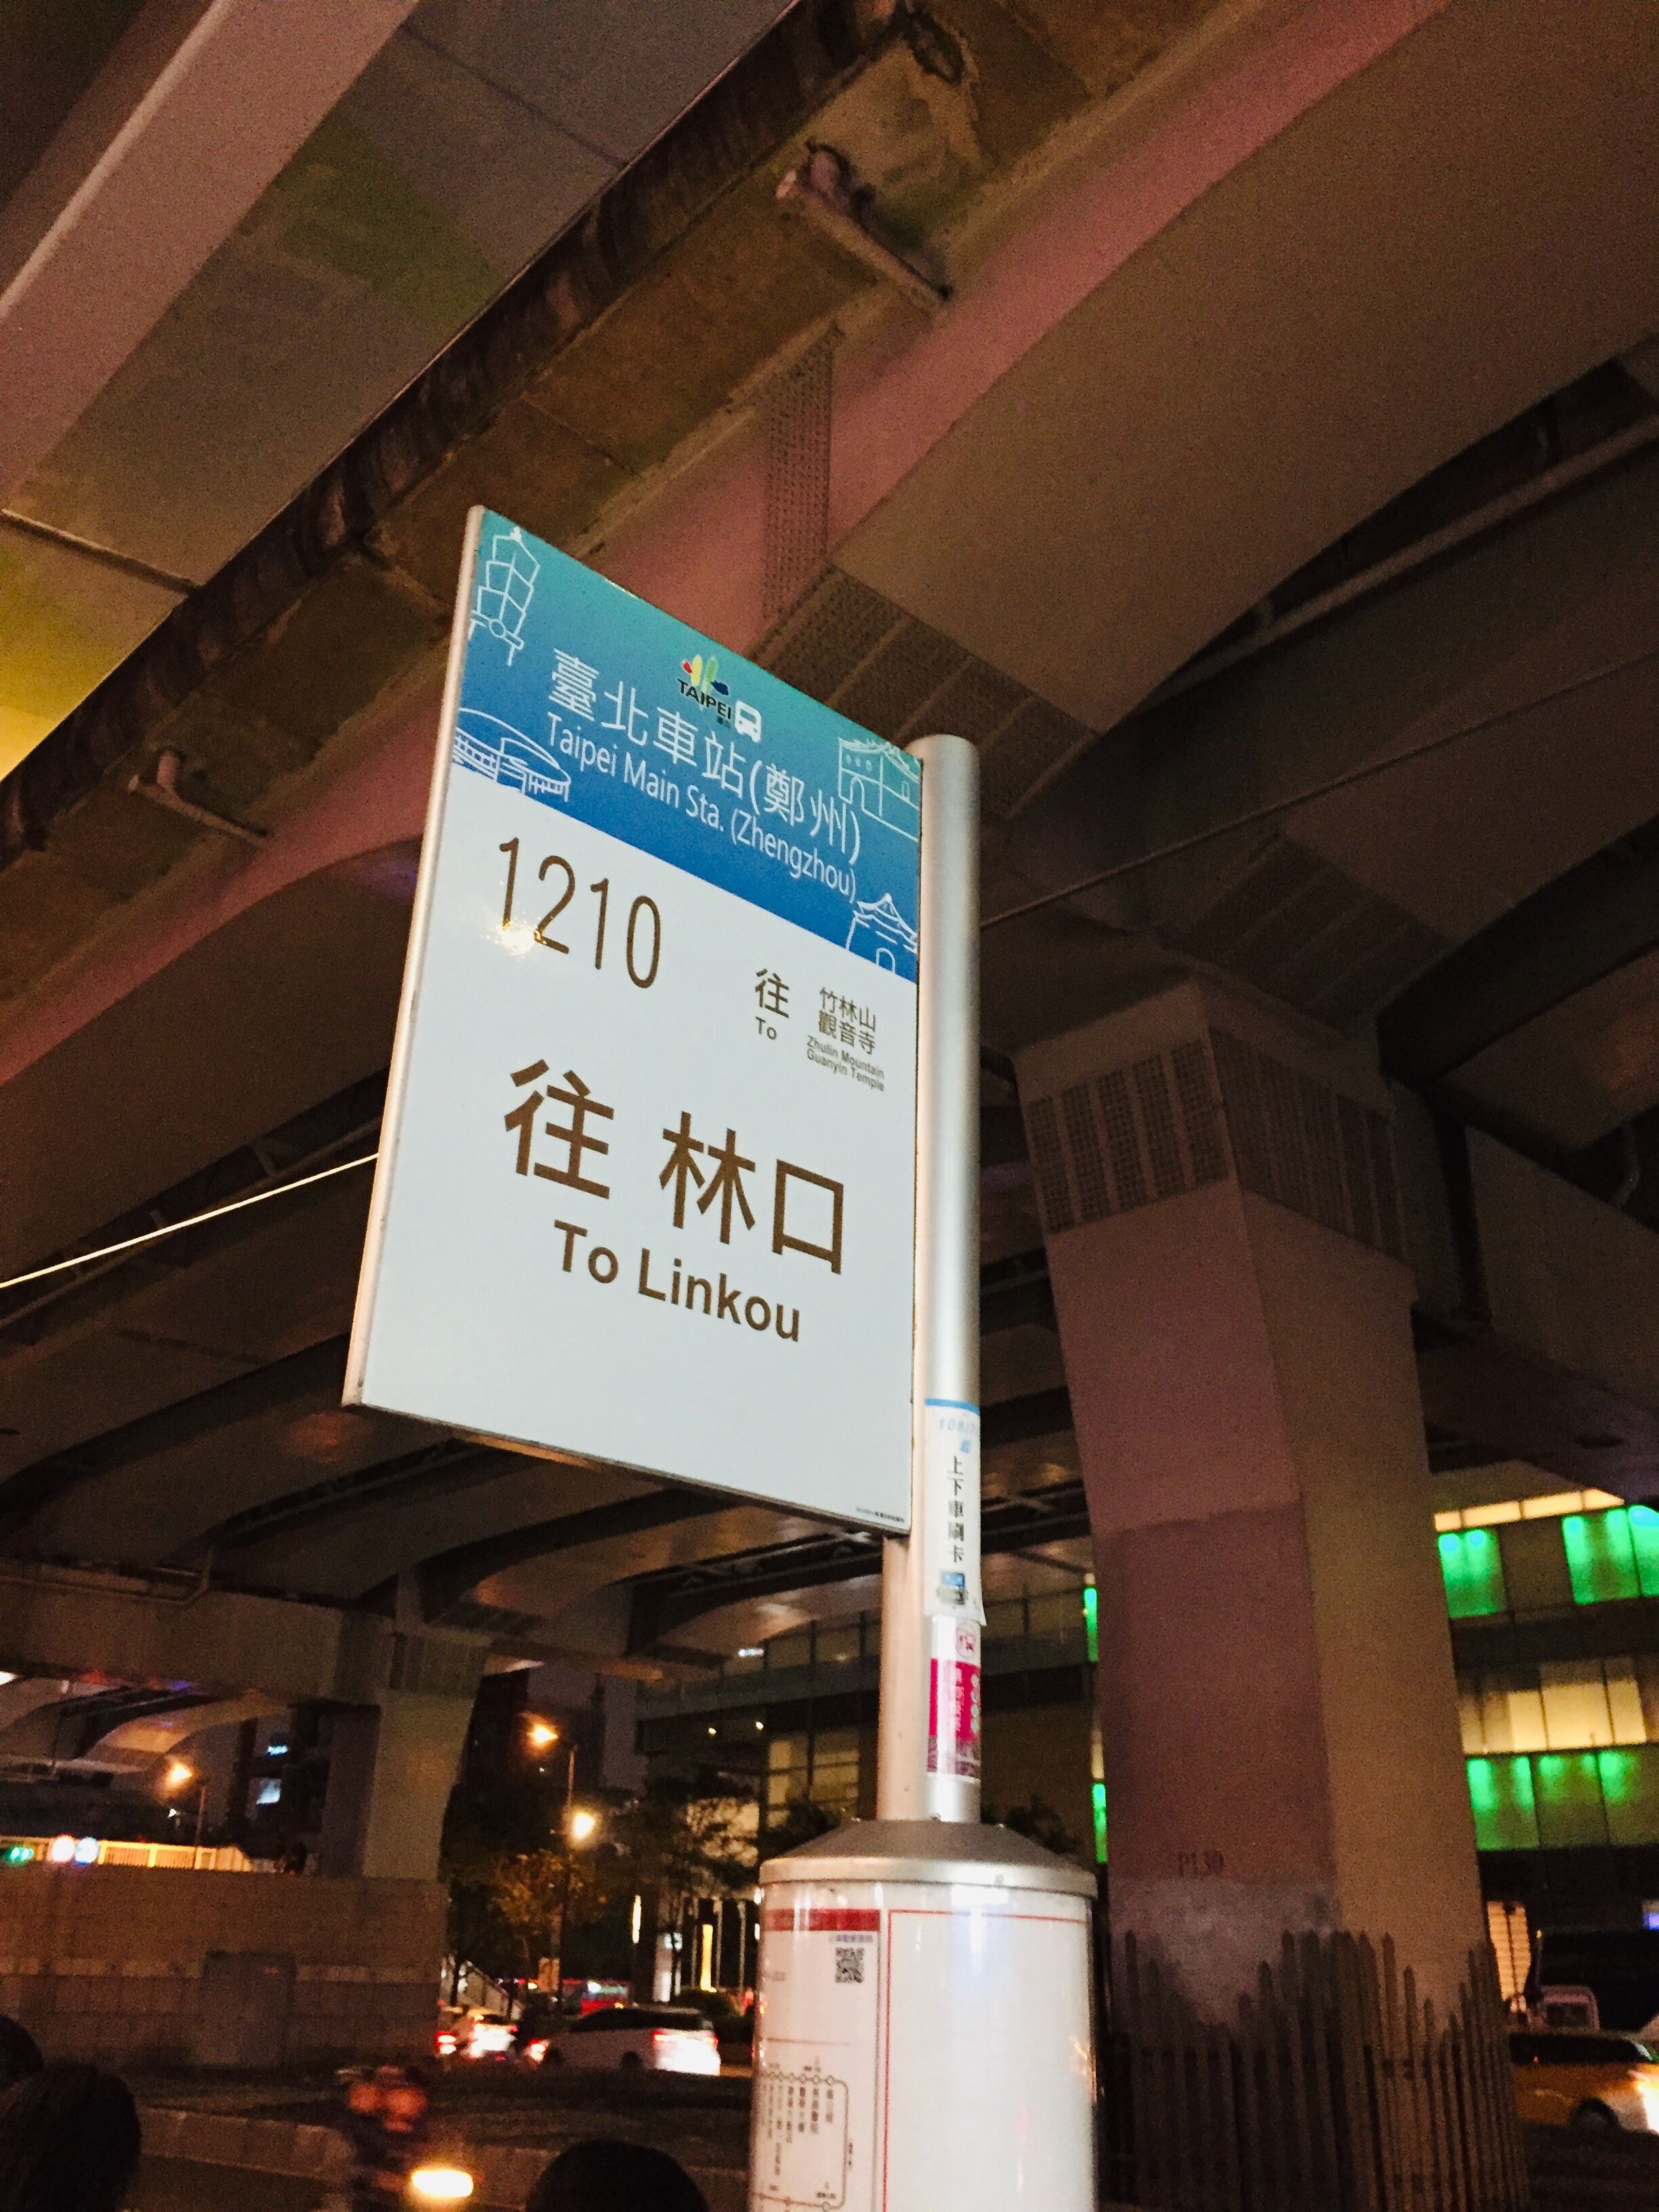 TAIPEI
臺北車站(鄭州)
Taipei Main Sta. (Zhengzhou)
1210
往
To
竹林山
觀音寺
Zhulin Mountain
Guanyin Temple
往 林口
To Linkou
上下車刷卡
P130